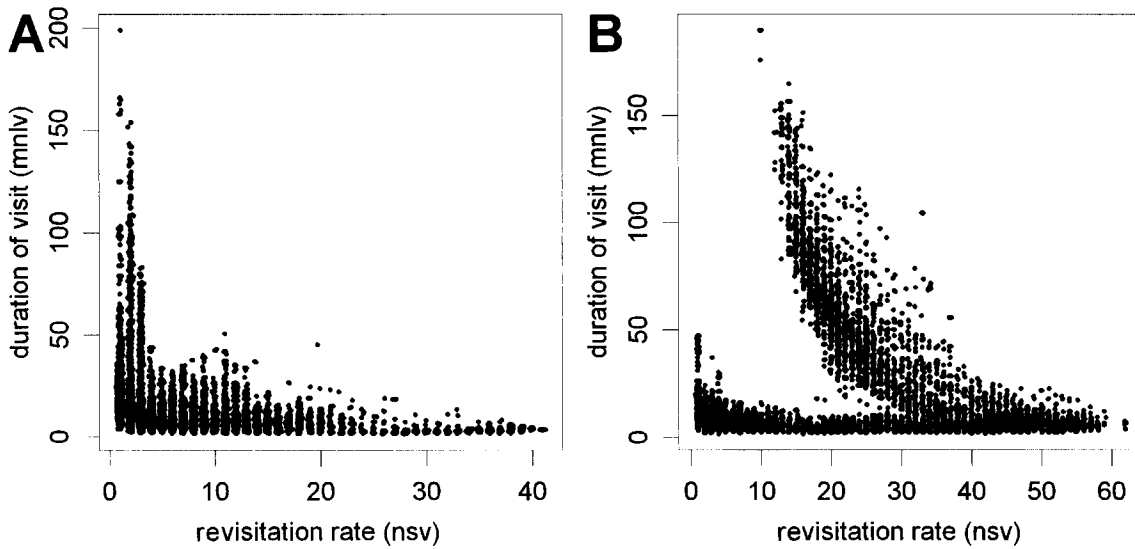 A
duration of visit (mnlv)
200
150
100
50
0
0 10 20 30 40
revisitation rate (nsv)
B
duration of visit (mnlv)
150
100
50
0
0 10 20 30 40 50 60
revisitation rate (nsv)